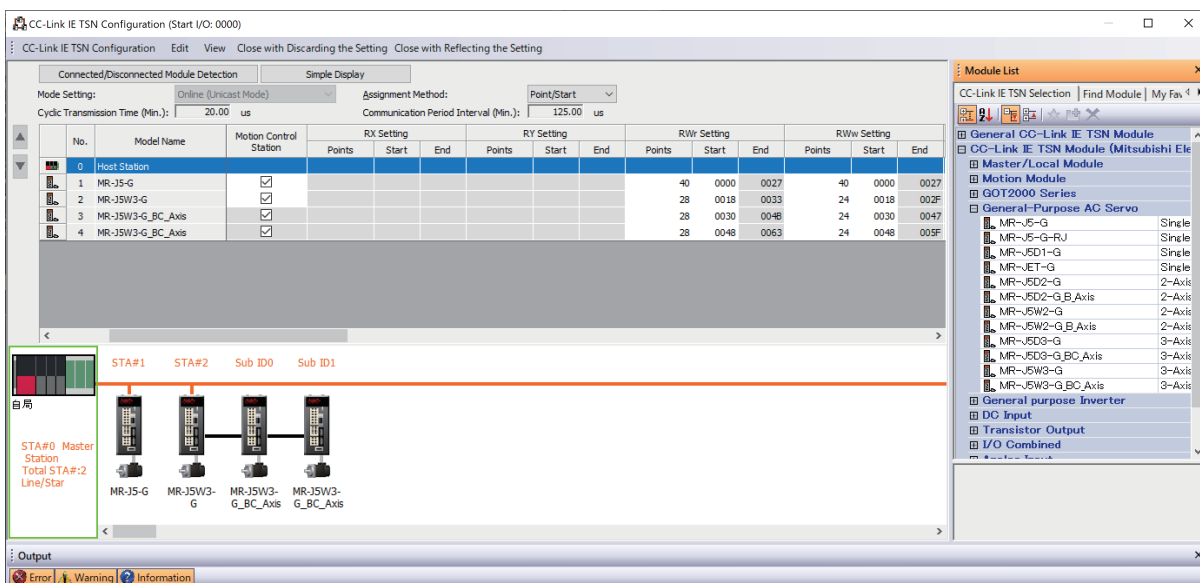 CC-Link IE TSN Configuration (Start I/O: 0000)
CC-Link IE TSN Configuration Edit View Close with Discarding the Setting Close with Reflecting the Setting
Connected/Disconnected Module Detection Simple Display
Mode Setting: Online (Unicast Mode) Assignment Method: Point/Start
Cyclic Transmission Time (Min.): 20.00 us Communication Period Interval (Min.): 125.00 us
No. Model Name Motion Control Station RX Setting RY Setting RWr Setting RWw Setting
Points Start End Points Start End Points Start End Points Start End
0 Host Station
1 MR-J5-G 40 0000 0027 40 0000 0027
2 MR-J5W3-G 28 0018 0033 24 0018 002F
3 MR-J5W3-G_BC_Axis 28 0030 004B 24 0030 0047
4 MR-J5W3-G_BC_Axis 28 0048 0063 24 0048 005F
STA#1 STA#2 Sub ID0 Sub ID1
自局
STA#0 Master
Station
Total STA#:2
Line/Star
MR-J5-G MR-J5W3- MR-J5W3- MR-J5W3-
G G_BC_Axis G_BC_Axis
Module List
CC-Link IE TSN Selection Find Module My Fav
General CC-Link IE TSN Module
CC-Link IE TSN Module (Mitsubishi Ele
Master/Local Module
Motion Module
GOT2000 Series
General-Purpose AC Servo
MR-J5-G Single
MR-J5-G-RJ Single
MR-J5D1-G Single
MR-JET-G Single
MR-J5D2-G 2-Axis
MR-J5D2-G_B_Axis 2-Axis
MR-J5W2-G 2-Axis
MR-J5W2-G_B_Axis 2-Axis
MR-J5D3-G 3-Axis
MR-J5D3-G_BC_Axis 3-Axis
MR-J5W3-G 3-Axis
MR-J5W3-G_BC_Axis 3-Axis
General purpose Inverter
DC Input
Transistor Output
I/O Combined
Output
Error Warning Information